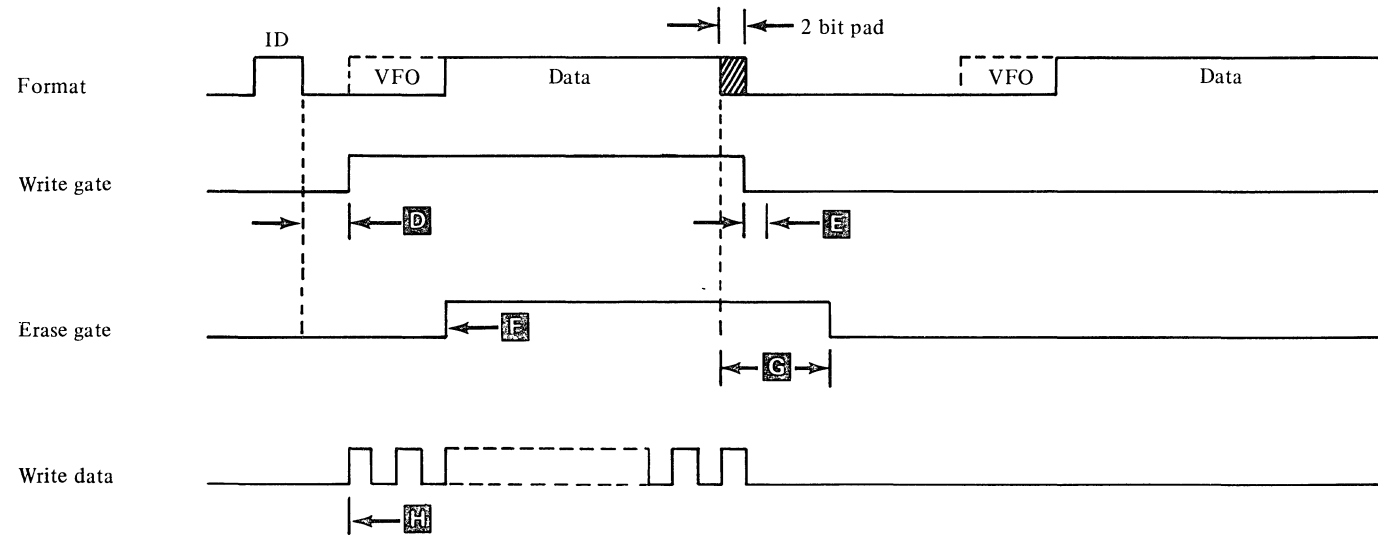 2 bit pad
ID
Format
VFO
Data
VFO
Data
Write gate
D
E
Erase gate
F
G
Write data
H